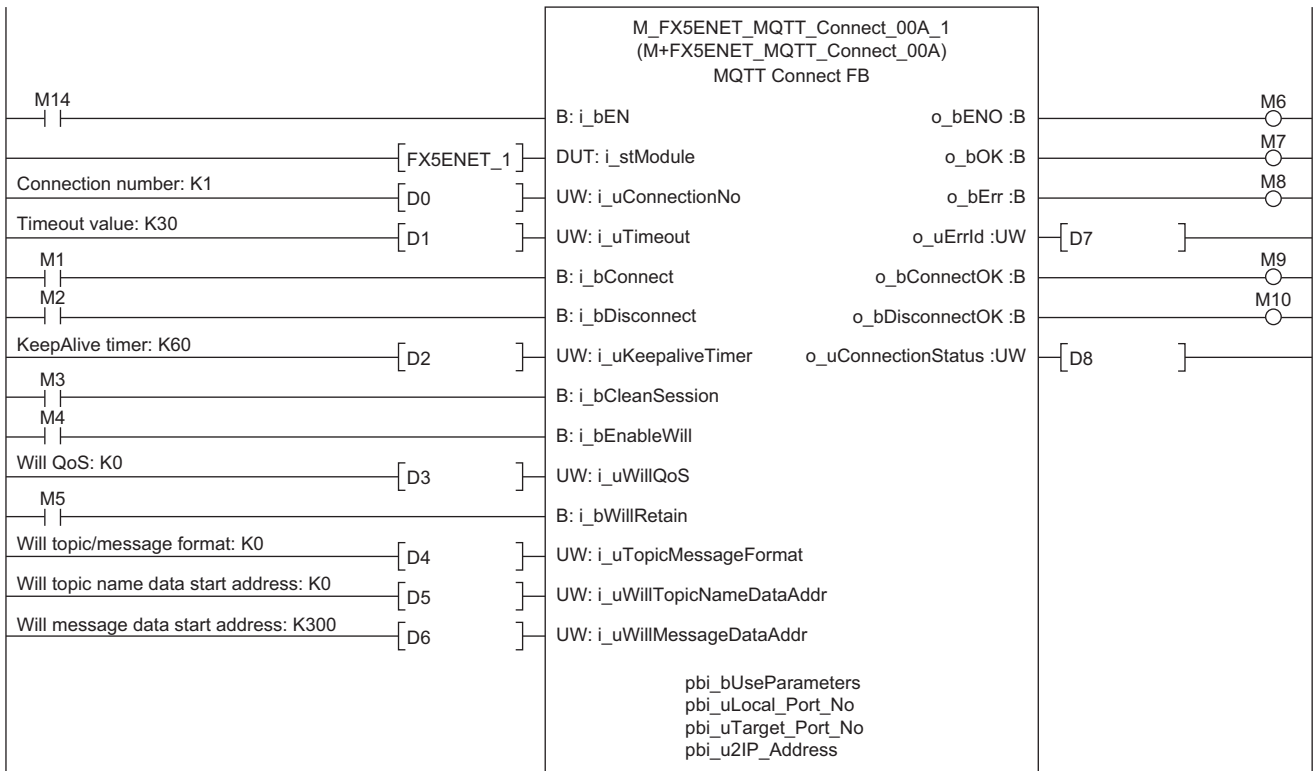 M_FX5ENET_MQTT_Connect_00A_1
(M+FX5ENET_MQTT_Connect_00A)
MQTT Connect FB
M14 B: i_bEN o_bENO :B M6
FX5ENET_1 DUT: i_stModule o_bOK :B M7
Connection number: K1 D0 UW: i_uConnectionNo o_bErr :B M8
Timeout value: K30 D1 UW: i_uTimeout o_uErrId :UW D7
M1 B: i_bConnect o_bConnectOK :B M9
M2 B: i_bDisconnect o_bDisconnectOK :B M10
KeepAlive timer: K60 D2 UW: i_uKeepaliveTimer o_uConnectionStatus :UW D8
M3 B: i_bCleanSession
M4 B: i_bEnableWill
Will QoS: K0 D3 UW: i_uWillQoS
M5 B: i_bWillRetain
Will topic/message format: K0 D4 UW: i_uTopicMessageFormat
Will topic name data start address: K0 D5 UW: i_uWillTopicNameDataAddr
Will message data start address: K300 D6 UW: i_uWillMessageDataAddr
pbi_bUseParameters
pbi_uLocal_Port_No
pbi_uTarget_Port_No
pbi_u2IP_Address